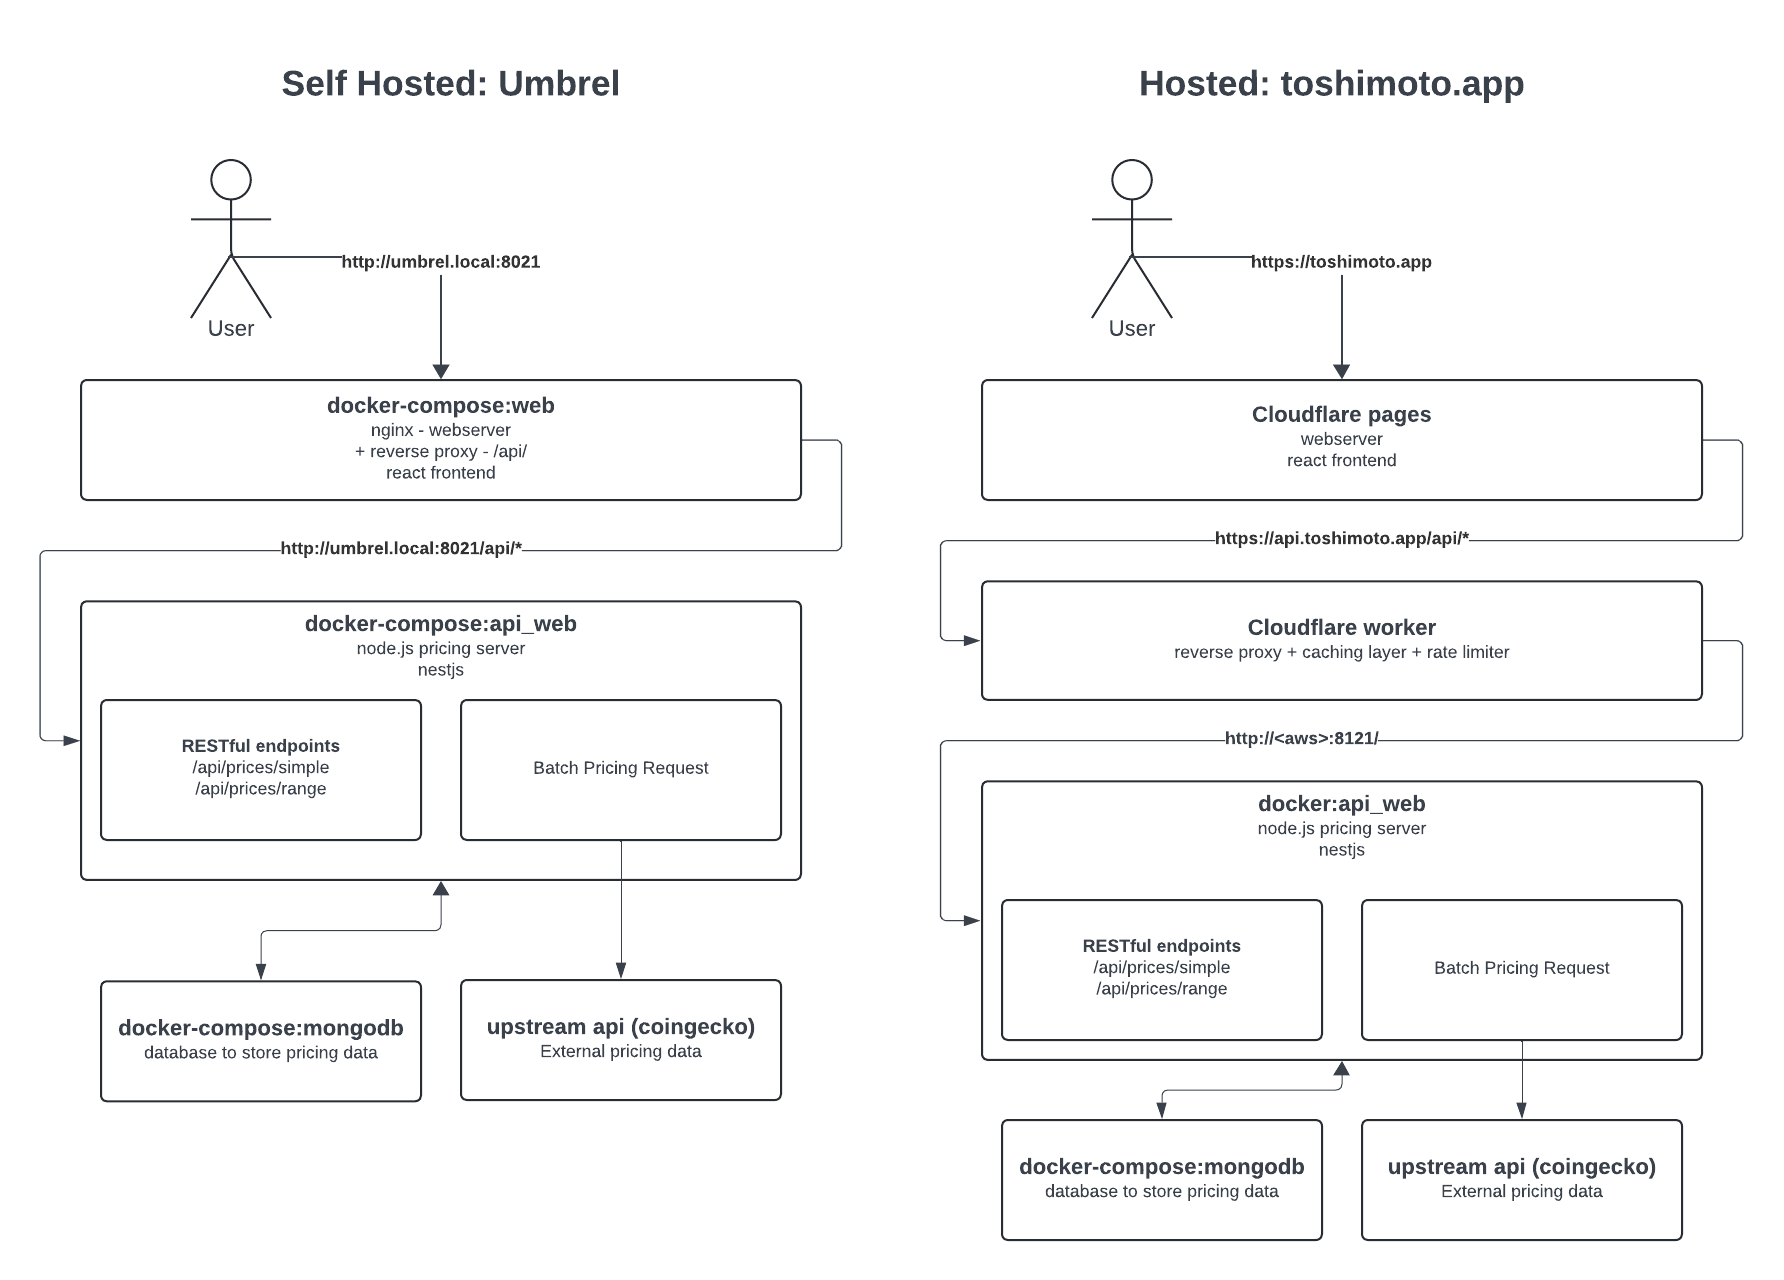 Self Hosted: Umbrel
http://umbrel.local:8021
User
docker-compose:web
nginx - webserver
+ reverse proxy - /api/
react frontend
http://umbrel.local:8021/api/*
docker-compose:api_web
node.js pricing server
nestjs
RESTful endpoints
/api/prices/simple
/api/prices/range
Batch Pricing Request
docker-compose:mongodb
database to store pricing data
upstream api (coingecko)
External pricing data
Hosted: toshimoto.app
https://toshimoto.app
User
Cloudflare pages
webserver
react frontend
https://api.toshimoto.app/api/*
Cloudflare worker
reverse proxy + caching layer + rate limiter
http://<aws>:8121/
docker:api_web
node.js pricing server
nestjs
RESTful endpoints
/api/prices/simple
/api/prices/range
Batch Pricing Request
docker-compose:mongodb
database to store pricing data
upstream api (coingecko)
External pricing data